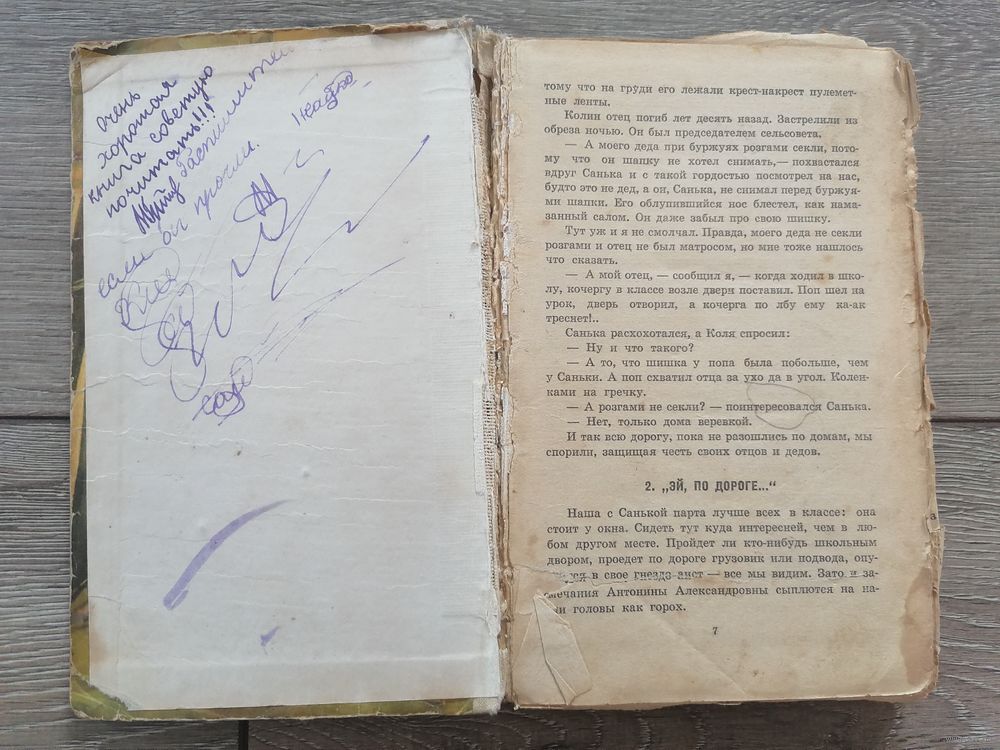 очень
хорошая
книга советую
почитать!!!
если бы прочли.
тому что на груди его лежали крест-накрест пулемет-
ные ленты.
Колин отец погиб лет десять назад. Застрелили из
обреза ночью. Он был председателем сельсовета.
— А моего деда при буржуях розгами секли, пото-
му что он шапку не хотел снимать,— похвастался
вдруг Санька и с такой гордостью посмотрел на нас,
будто это не дед, а он, Санька, не снимал перед буржуя-
ми шапки. Его облупившийся нос блестел, как нама-
занный салом. Он даже забыл про свою шишку.
Тут уж и я не смолчал. Правда, моего деда не секли
розгами и отец не был матросом, но мне тоже нашлось
что сказать.
— А мой отец, — сообщил я, — когда ходил в шко-
лу, кочергу в классе возле двери поставил. Поп шел на
урок, дверь отворил, а кочерга по лбу ему ка-ак
треснет!..
Санька расхохотался, а Коля спросил:
— Ну и что такого?
— А то, что шишка у попа была побольше, чем
у Саньки. А поп схватил отца за ухо да в угол. Колен-
ками на гречку.
— А розгами не секли? — поинтересовался Санька.
— Нет, только дома веревкой.
И так всю дорогу, пока не разошлись по домам, мы
спорили, защищая честь своих отцов и дедов.
2. „ЭЙ, ПО ДОРОГЕ...“
Наша с Санькой парта лучше всех в классе: она
стоит у окна. Сидеть тут куда интересней, чем в лю-
бом другом месте. Пройдет ли кто-нибудь школьным
двором, проедет по дороге грузовик или подвода, опу-
в свое гнездо аист — все мы видим. Зато и за-
мечания Антонины Александровны сыплются на на-
ши головы как горох.
7